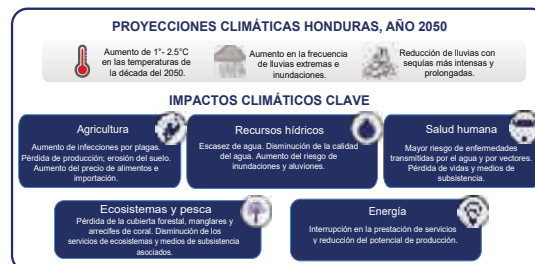 PROYECCIONES CLIMÁTICAS HONDURAS, AÑO 2050
Aumento de 1°- 2.5°C
en las temperaturas de
la década del 2050.
Aumento en la frecuencia
de lluvias extremas e
inundaciones.
Reducción de lluvias con
sequías más intensas y
prolongadas.
IMPACTOS CLIMÁTICOS CLAVE
Agricultura
Aumento de infecciones por plagas.
Pérdida de producción; erosión del suelo.
Aumento del precio de alimentos e
importación.
Recursos hídricos
Escasez de agua. Disminución de la calidad
del agua. Aumento del riesgo de
inundaciones y aluviones.
Salud humana
Mayor riesgo de enfermedades
transmitidas por el agua y por vectores.
Pérdida de vidas y medios de
subsistencia.
Ecosistemas y pesca
Pérdida de la cubierta forestal, manglares y
arrecifes de coral. Disminución de los
servicios de ecosistemas y medios de subsistencia
asociados.
Energía
Interrupción en la prestación de servicios
y reducción del potencial de producción.